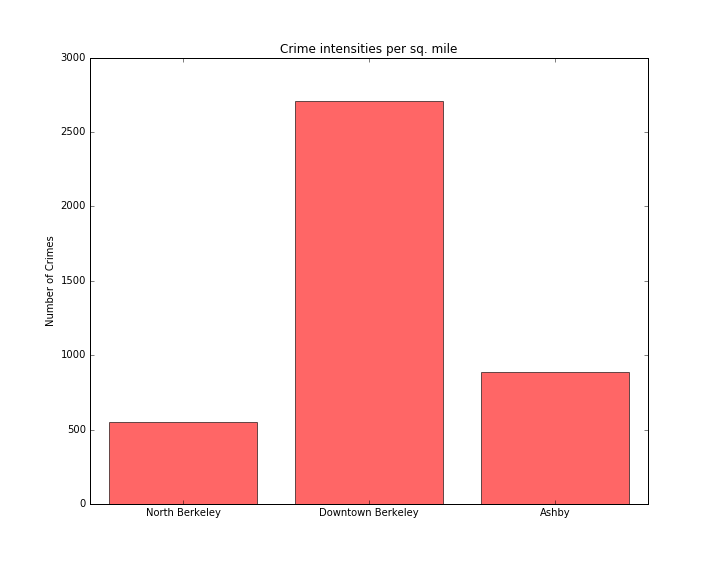 Crime intensities per sq. mile
3000
2500
2000
1500
1000
500
0
Number of Crimes
North Berkeley
Downtown Berkeley
Ashby